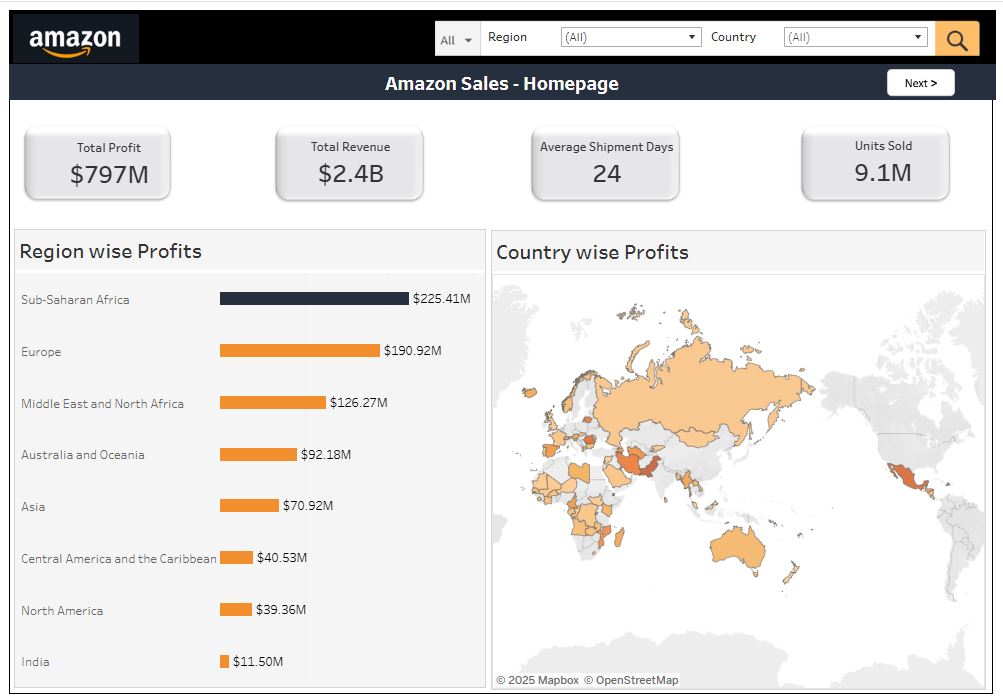 amazon
All
Region
(All)
Country
(All)
Amazon Sales - Homepage
Next >
Total Profit
$797M
Total Revenue
$2.4B
Average Shipment Days
24
Units Sold
9.1M
Region wise Profits
Sub-Saharan Africa $225.41M
Europe $190.92M
Middle East and North Africa $126.27M
Australia and Oceania $92.18M
Asia $70.92M
Central America and the Caribbean $40.53M
North America $39.36M
India $11.50M
Country wise Profits
© 2025 Mapbox © OpenStreetMap